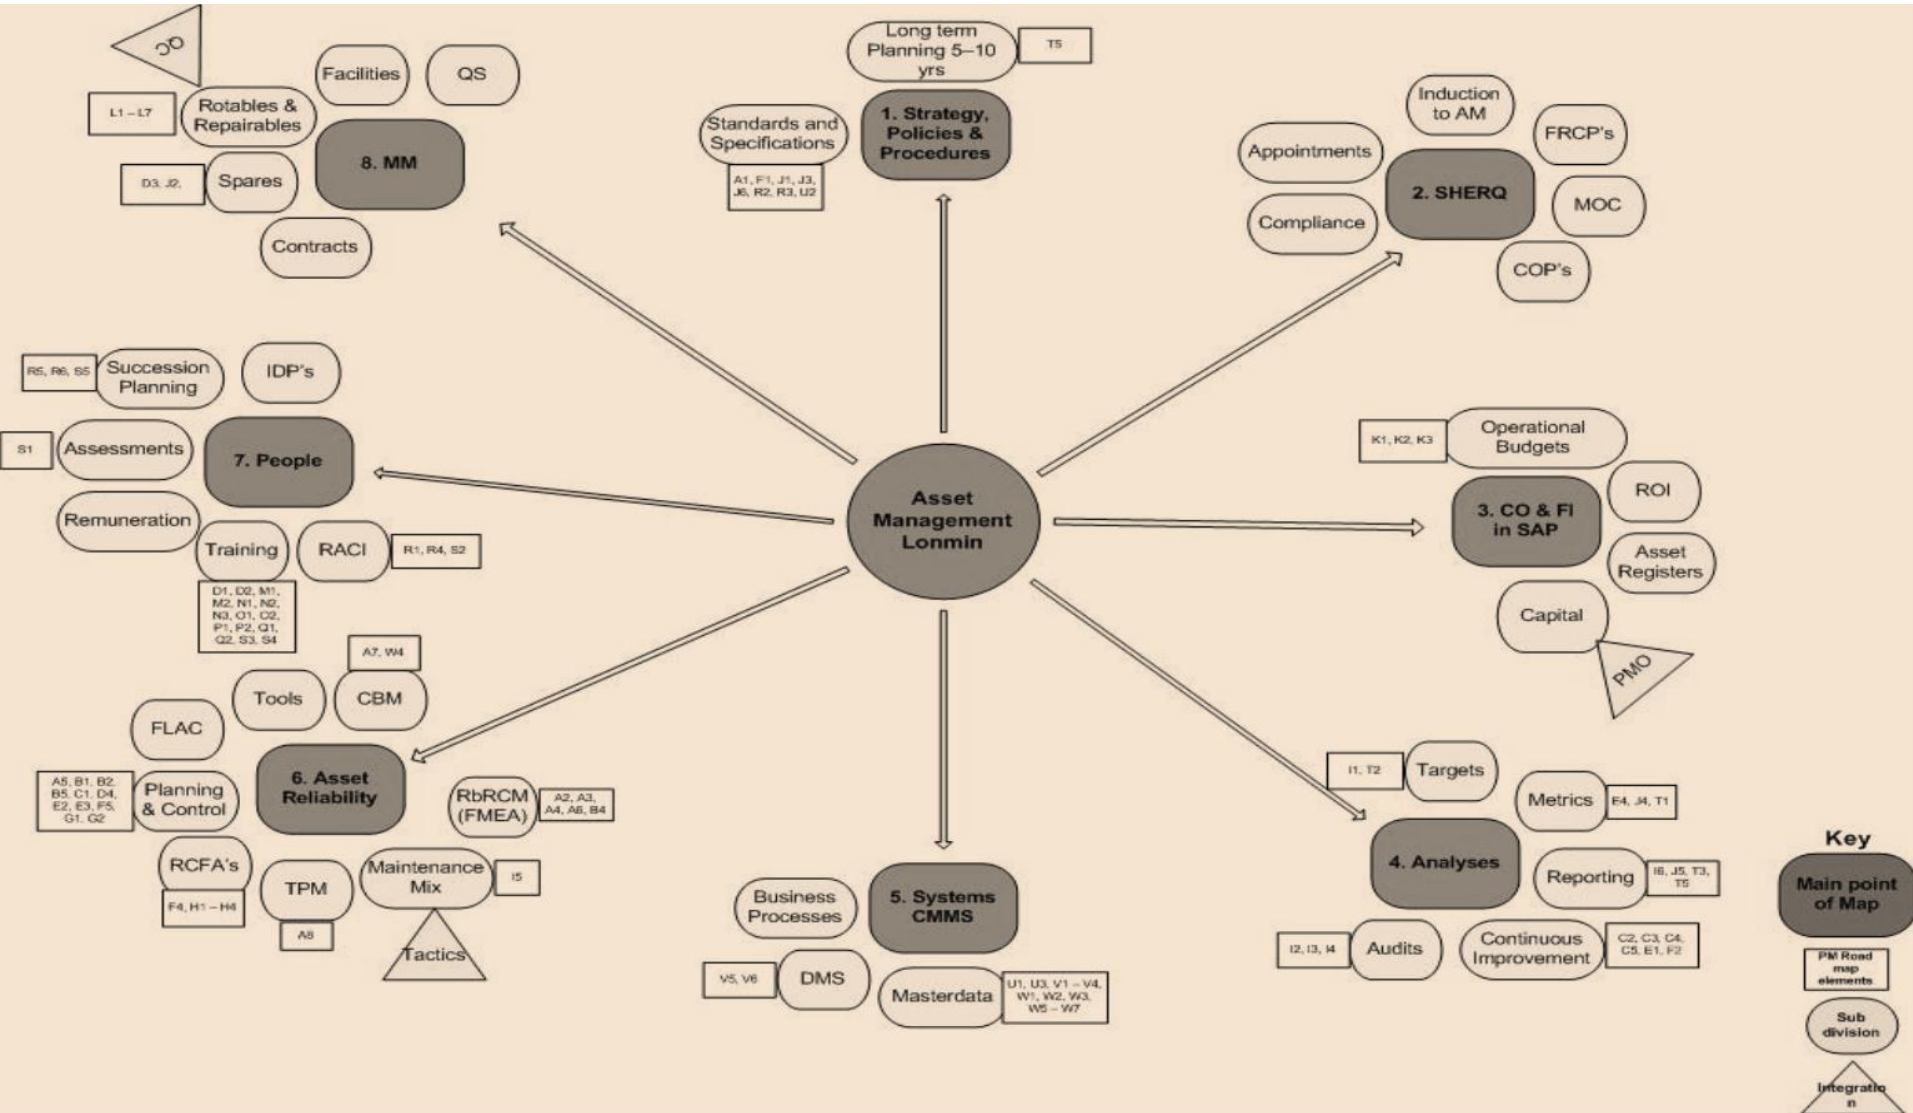 QC
Facilities
QS
Rotables &
Repairables
L1 – L7
8. MM
D3, J2,
Spares
Contracts
Long term
Planning 5–10
yrs
T5
Standards and
Specifications
1. Strategy,
Policies &
Procedures
A1, F1, J1, J3,
J6, R2, R3, U2
Induction
to AM
FRCP's
Appointments
2. SHERQ
MOC
Compliance
COP's
R5, R6, S5
Succession
Planning
IDP's
S1
Assessments
7. People
Remuneration
Training
RACI
R1, R4, S2
D1, D2, M1,
M2, N1, N2,
N3, O1, O2,
P1, P2, Q1,
Q2, S3, S4
Asset
Management
Lonmin
K1, K2, K3
Operational
Budgets
ROI
3. CO & FI
in SAP
Asset
Registers
Capital
PMO
A7, W4
Tools
CBM
FLAC
6. Asset
Reliability
A5, B1, B2,
B5, C1, D4,
E2, E3, F5,
G1, G2
Planning
& Control
RbRCM
(FMEA)
A2, A3,
A4, A6, B4
RCFA's
F4, H1 – H4
TPM
A8
Maintenance
Mix
I5
Tactics
Business
Processes
5. Systems
CMMS
V5, V6
DMS
Masterdata
U1, U3, V1 – V4,
W1, W2, W3,
W5 – W7
I1, T2
Targets
Metrics
E4, J4, T1
4. Analyses
Reporting
I6, J5, T3,
T5
I2, I3, I4
Audits
Continuous
Improvement
C2, C3, C4,
C5, E1, F2
Key
Main point
of Map
PM Road
map
elements
Sub
division
Integratio
n